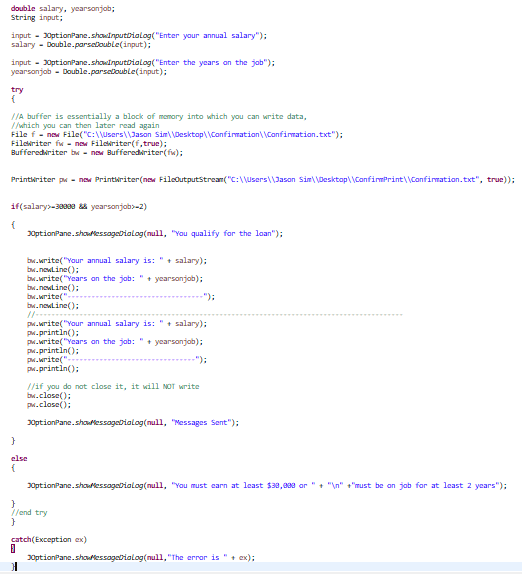 double salary, yearsonjob;
String input;
input = JOptionPane.showInputDialog("Enter your annual salary");
salary = Double.parseDouble(input);
input = JOptionPane.showInputDialog("Enter the years on the job");
yearsonjob = Double.parseDouble(input);
try
{
//A buffer is essentially a block of memory into which you can write data,
//which you can then later read again
File f = new File("C:\\Users\\Jason Sim\\Desktop\\Confirmation\\Confirmation.txt");
FileWriter fw = new FileWriter(f,true);
BufferedWriter bw = new BufferedWriter(fw);
PrintWriter pw = new PrintWriter(new FileOutputStream("C:\\Users\\Jason Sim\\Desktop\\ConfirmPrint\\Confirmation.txt", true));
if(salary>=30000 && yearsonjob>=2)
{
JOptionPane.showMessageDialog(null, "You qualify for the loan");
bw.write("Your annual salary is: " + salary);
bw.newLine();
bw.write("Years on the job: " + yearsonjob);
bw.newLine();
bw.write("----------------------------------");
bw.newLine();
//--------------------------------------------------------------------------------------------
pw.write("Your annual salary is: " + salary);
pw.println();
pw.write("Years on the job: " + yearsonjob);
pw.println();
pw.write("--------------------------------");
pw.println();
//if you do not close it, it will NOT write
bw.close();
pw.close();
JOptionPane.showMessageDialog(null, "Messages Sent");
}
else
{
JOptionPane.showMessageDialog(null, "You must earn at least $30,000 or " + "\n" +"must be on job for at least 2 years");
}
//end try
}
catch(Exception ex)
{
JOptionPane.showMessageDialog(null,"The error is " + ex);
}